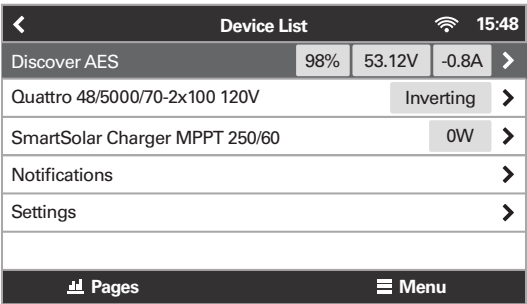 Device List 15:48
Discover AES 98% 53.12V -0.8A
Quattro 48/5000/70-2x100 120V Inverting
SmartSolar Charger MPPT 250/60 0W
Notifications
Settings
Pages Menu